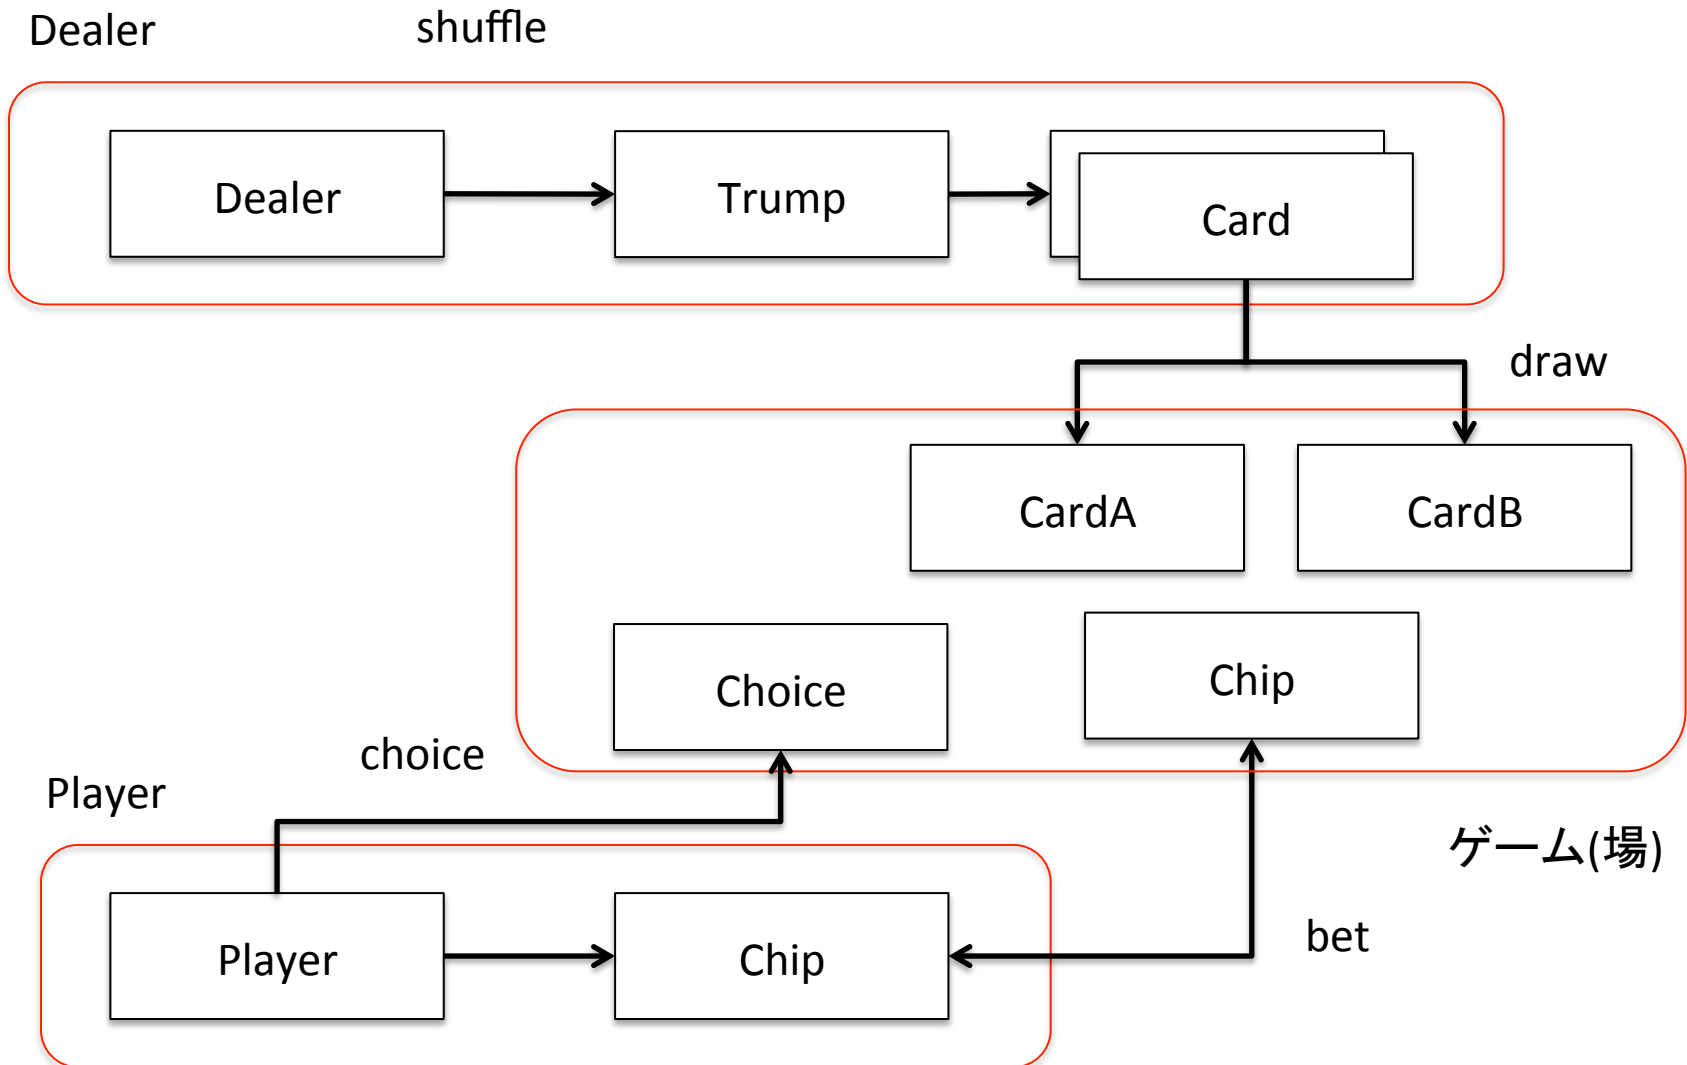 Dealer
shuffle
Dealer
Trump
Card
draw
CardA
CardB
Choice
Chip
choice
Player
ゲーム(場)
Player
Chip
bet